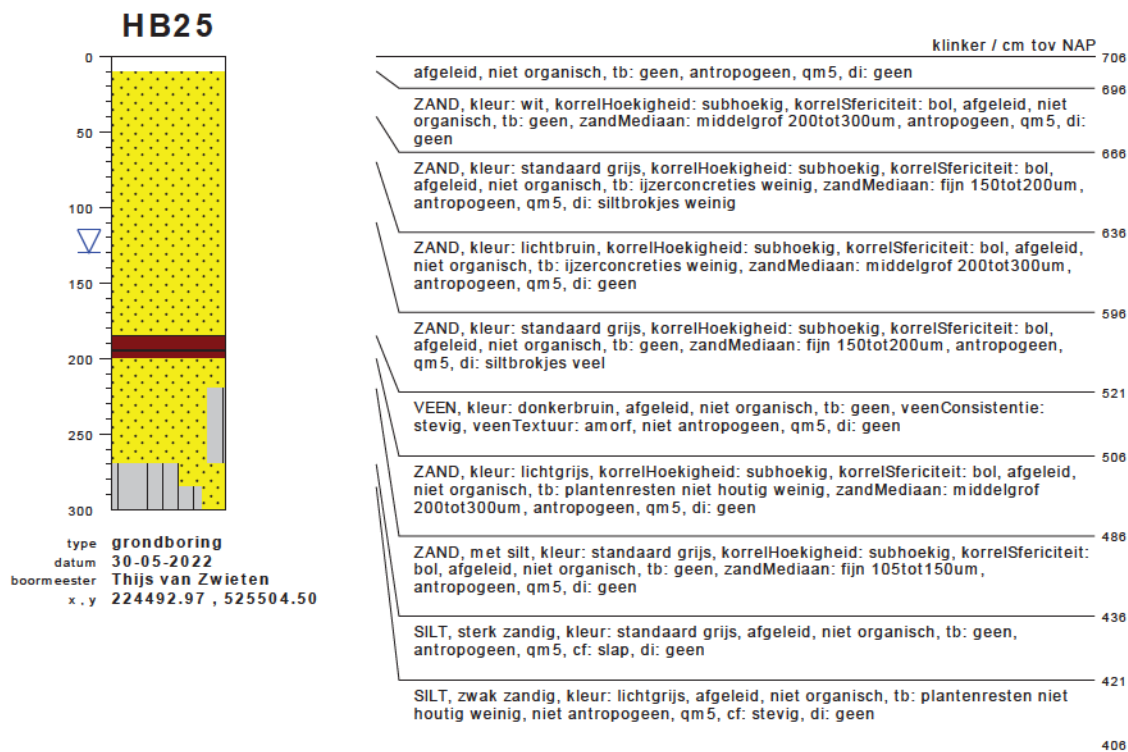 HB25
klinker / cm tov NAP
0
50
100
150
200
250
300
706
afgeleid, niet organisch, tb: geen, antropogeen, qm5, di: geen
696
ZAND, kleur: wit, korrelHoekigheid: subhoekig, korrelSfericiteit: bol, afgeleid, niet
organisch, tb: geen, zandMediaan: middelgrof 200tot300um, antropogeen, qm5, di:
geen
666
ZAND, kleur: standaard grijs, korrelHoekigheid: subhoekig, korrelSfericiteit: bol,
afgeleid, niet organisch, tb: ijzerconcreties weinig, zandMediaan: fijn 150tot200um,
antropogeen, qm5, di: siltbrokjes weinig
636
ZAND, kleur: lichtbruin, korrelHoekigheid: subhoekig, korrelSfericiteit: bol, afgeleid,
niet organisch, tb: ijzerconcreties weinig, zandMediaan: middelgrof 200tot300um,
antropogeen, qm5, di: geen
596
ZAND, kleur: standaard grijs, korrelHoekigheid: subhoekig, korrelSfericiteit: bol,
afgeleid, niet organisch, tb: geen, zandMediaan: fijn 150tot200um, antropogeen,
qm5, di: siltbrokjes veel
521
VEEN, kleur: donkerbruin, afgeleid, niet organisch, tb: geen, veenConsistentie:
stevig, veenTextuur: amorf, niet antropogeen, qm5, di: geen
506
ZAND, kleur: lichtgrijs, korrelHoekigheid: subhoekig, korrelSfericiteit: bol, afgeleid,
niet organisch, tb: plantenresten niet houtig weinig, zandMediaan: middelgrof
200tot300um, antropogeen, qm5, di: geen
486
ZAND, met silt, kleur: standaard grijs, korrelHoekigheid: subhoekig, korrelSfericiteit:
bol, afgeleid, niet organisch, tb: geen, zandMediaan: fijn 105tot150um,
antropogeen, qm5, di: geen
436
SILT, sterk zandig, kleur: standaard grijs, afgeleid, niet organisch, tb: geen,
antropogeen, qm5, cf: slap, di: geen
421
SILT, zwak zandig, kleur: lichtgrijs, afgeleid, niet organisch, tb: plantenresten niet
houtig weinig, niet antropogeen, qm5, cf: stevig, di: geen
406
type grondboring
datum 30-05-2022
boormeester Thijs van Zwieten
x, y 224492.97 , 525504.50